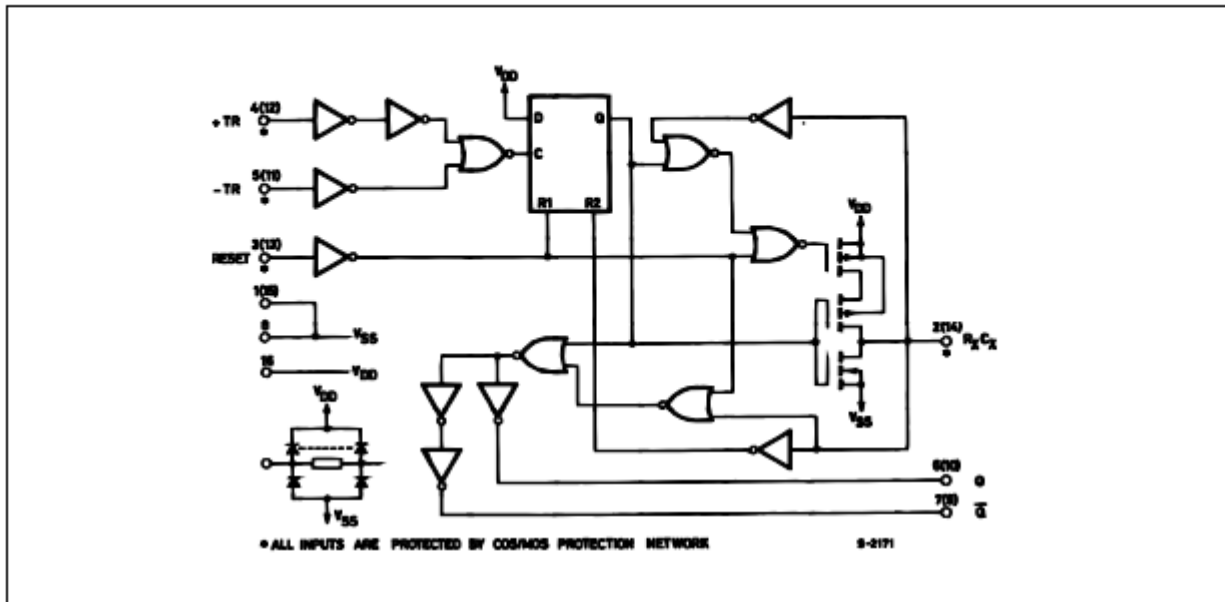 VDD
4(12)
+TR
*
D Q
C
5(11)
-TR
*
R1 R2
VDD
3(13)
RESET
*
1(15)
8
VSS
2(14)
RXCX
*
16
VDD
VDD
VSS
6(10)
Q
7(9)
Q
VSS
* ALL INPUTS ARE PROTECTED BY COS/MOS PROTECTION NETWORK
S-2171